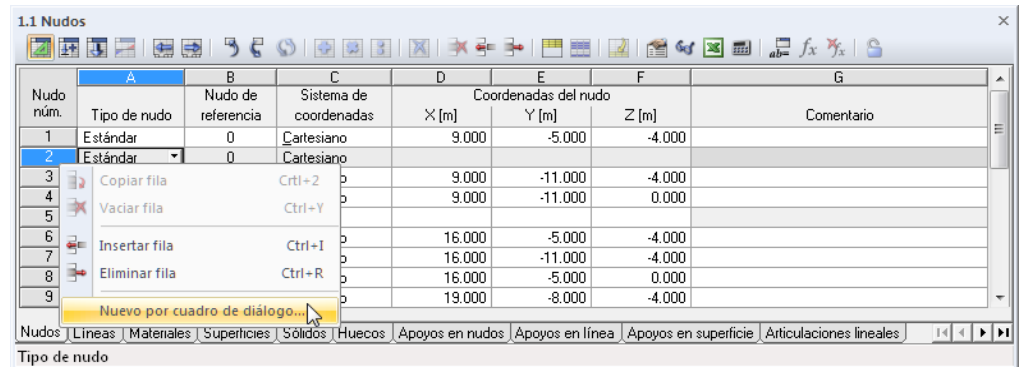 1.1 Nudos
A B C D E F G
Nudo núm. Tipo de nudo Nudo de referencia Sistema de coordenadas Coordenadas del nudo X [m] Y [m] Z [m] Comentario
1 Estándar 0 Cartesiano 9.000 -5.000 -4.000
2 Estándar 0 Cartesiano
3 9.000 -11.000 -4.000
4 9.000 -11.000 0.000
5
6 16.000 -5.000 -4.000
7 16.000 -11.000 -4.000
8 16.000 -5.000 0.000
9 19.000 -8.000 -4.000
Copiar fila Crtl+2
Vaciar fila Ctrl+Y
Insertar fila Ctrl+I
Eliminar fila Ctrl+R
Nuevo por cuadro de diálogo...
Nudos Líneas Materiales Superficies Sólidos Huecos Apoyos en nudos Apoyos en línea Apoyos en superficie Articulaciones lineales
Tipo de nudo